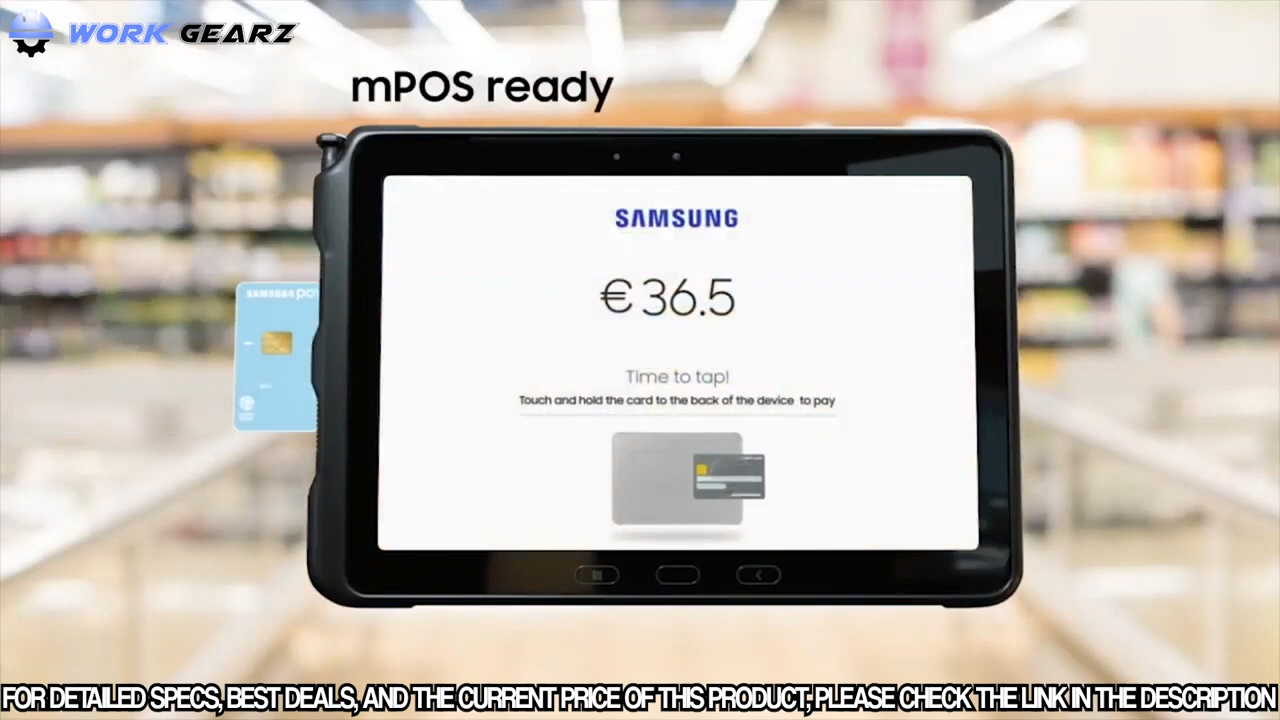 WORK GEARZ
mPOS ready
SAMSUNG
€36.5
SAMSUNG pay
Time to tap!
Touch and hold the card to the back of the device to pay
FOR DETAILED SPECS, BEST DEALS, AND THE CURRENT PRICE OF THIS PRODUCT, PLEASE CHECK THE LINK IN THE DESCRIPTION